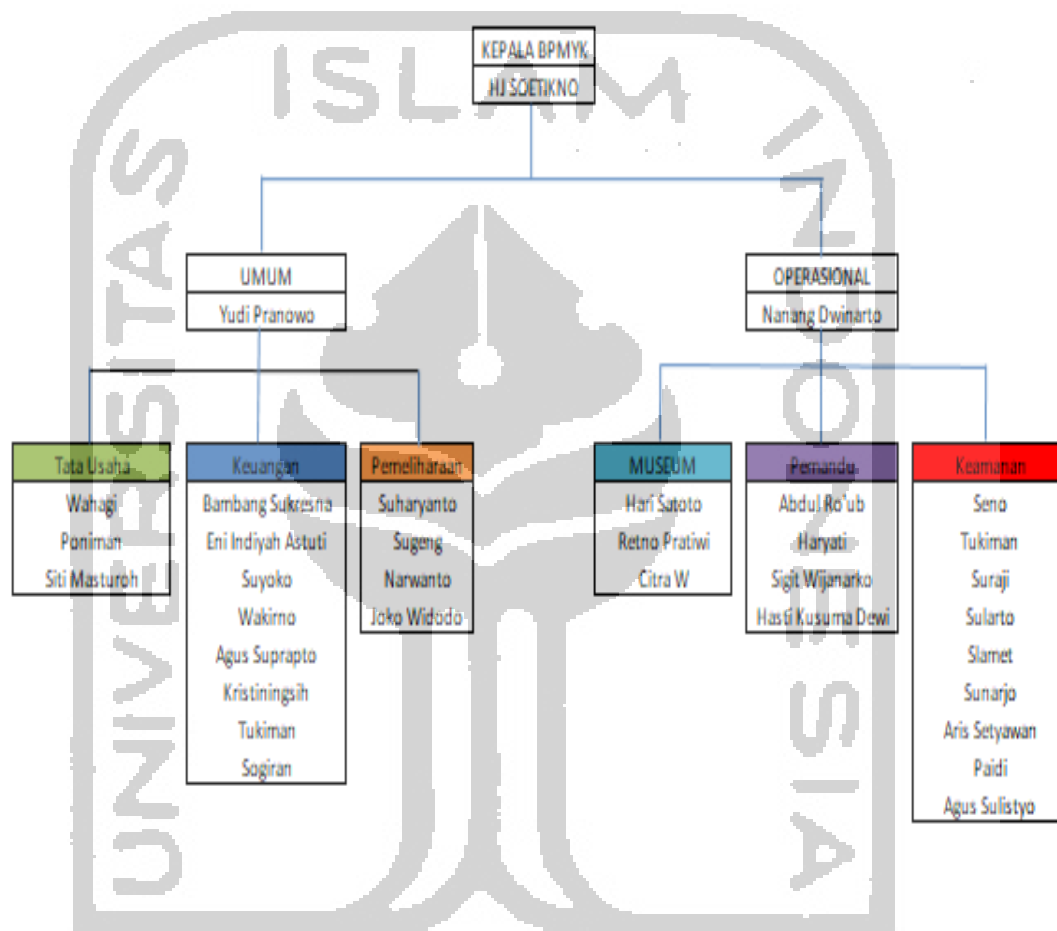 UNIVERSITAS ISLAM INDONESIA
KEPALA BPMYK
HJ SOETIKNO
UMUM
Yudi Pranowo
OPERASIONAL
Nanang Dwinarto
Tata Usaha
Wahagi
Poniman
Siti Masturoh
Keuangan
Bambang Sukresna
Eni Indiyah Astuti
Suyoko
Wakirno
Agus Suprapto
Kristiningsih
Tukiman
Sogiran
Pemeliharaan
Suharyanto
Sugeng
Narwanto
Joko Widodo
MUSEUM
Hari Satoto
Retno Pratiwi
Citra W
Pemandu
Abdul Ro'ub
Haryati
Sigit Wijanarko
Hasti Kusuma Dewi
Keamanan
Seno
Tukiman
Suraji
Sularto
Slamet
Sunarjo
Aris Setyawan
Paidi
Agus Sulistyo